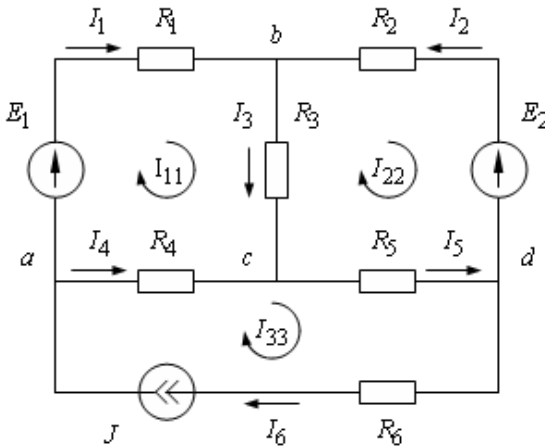 I1 R1 b R2 I2
E1 I3 R3 E2
I11 I22
a I4 R4 c R5 I5 d
I33
J I6 R6